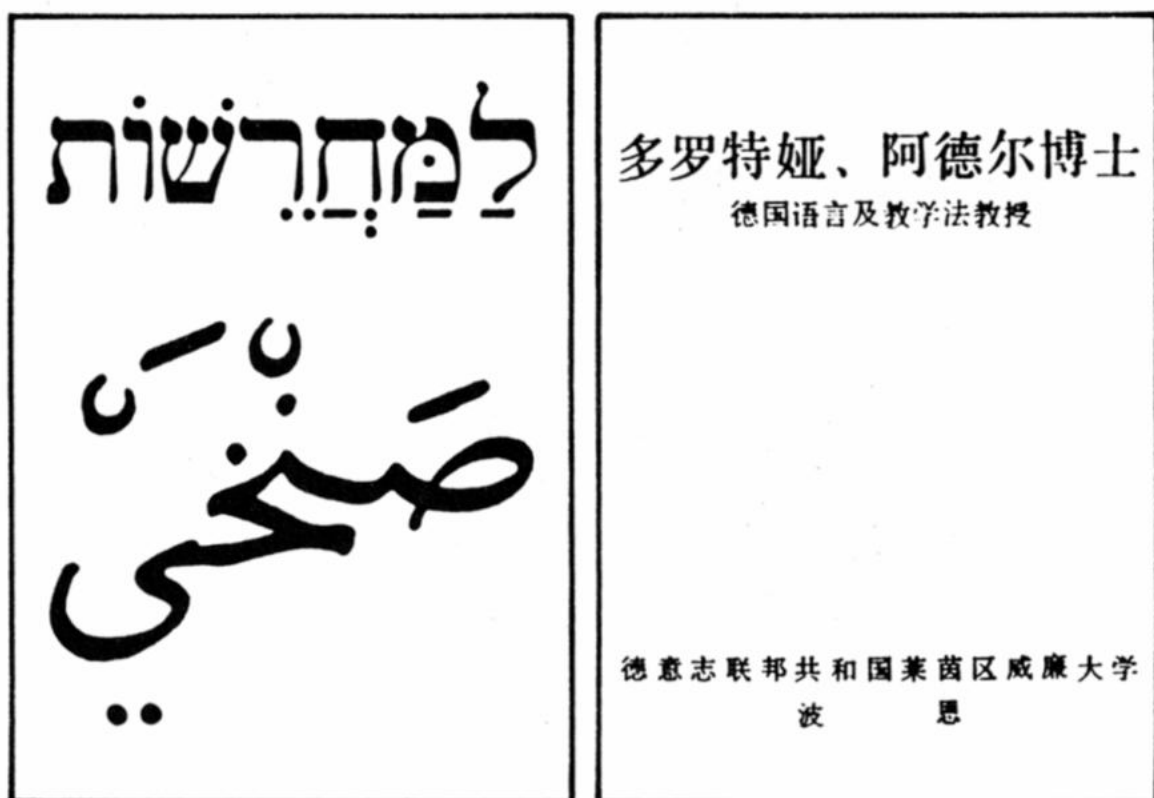 לַמַּחֲרֵשׁוֹת
صَنْخَيْ
多罗特娅、阿德尔博士
德国语言及教学法教授
德意志联邦共和国莱茵区威廉大学
波 恩